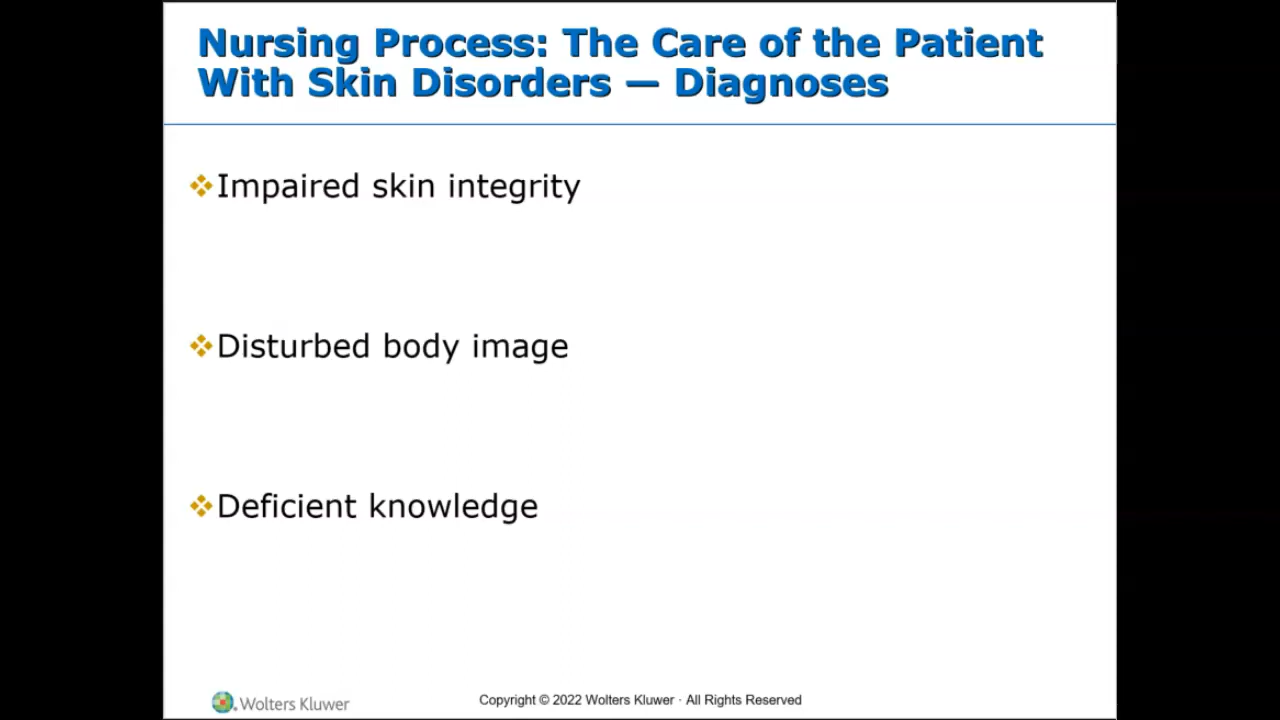 Nursing Process: The Care of the Patient
With Skin Disorders — Diagnoses
Impaired skin integrity
Disturbed body image
Deficient knowledge
Wolters Kluwer
Copyright © 2022 Wolters Kluwer · All Rights Reserved